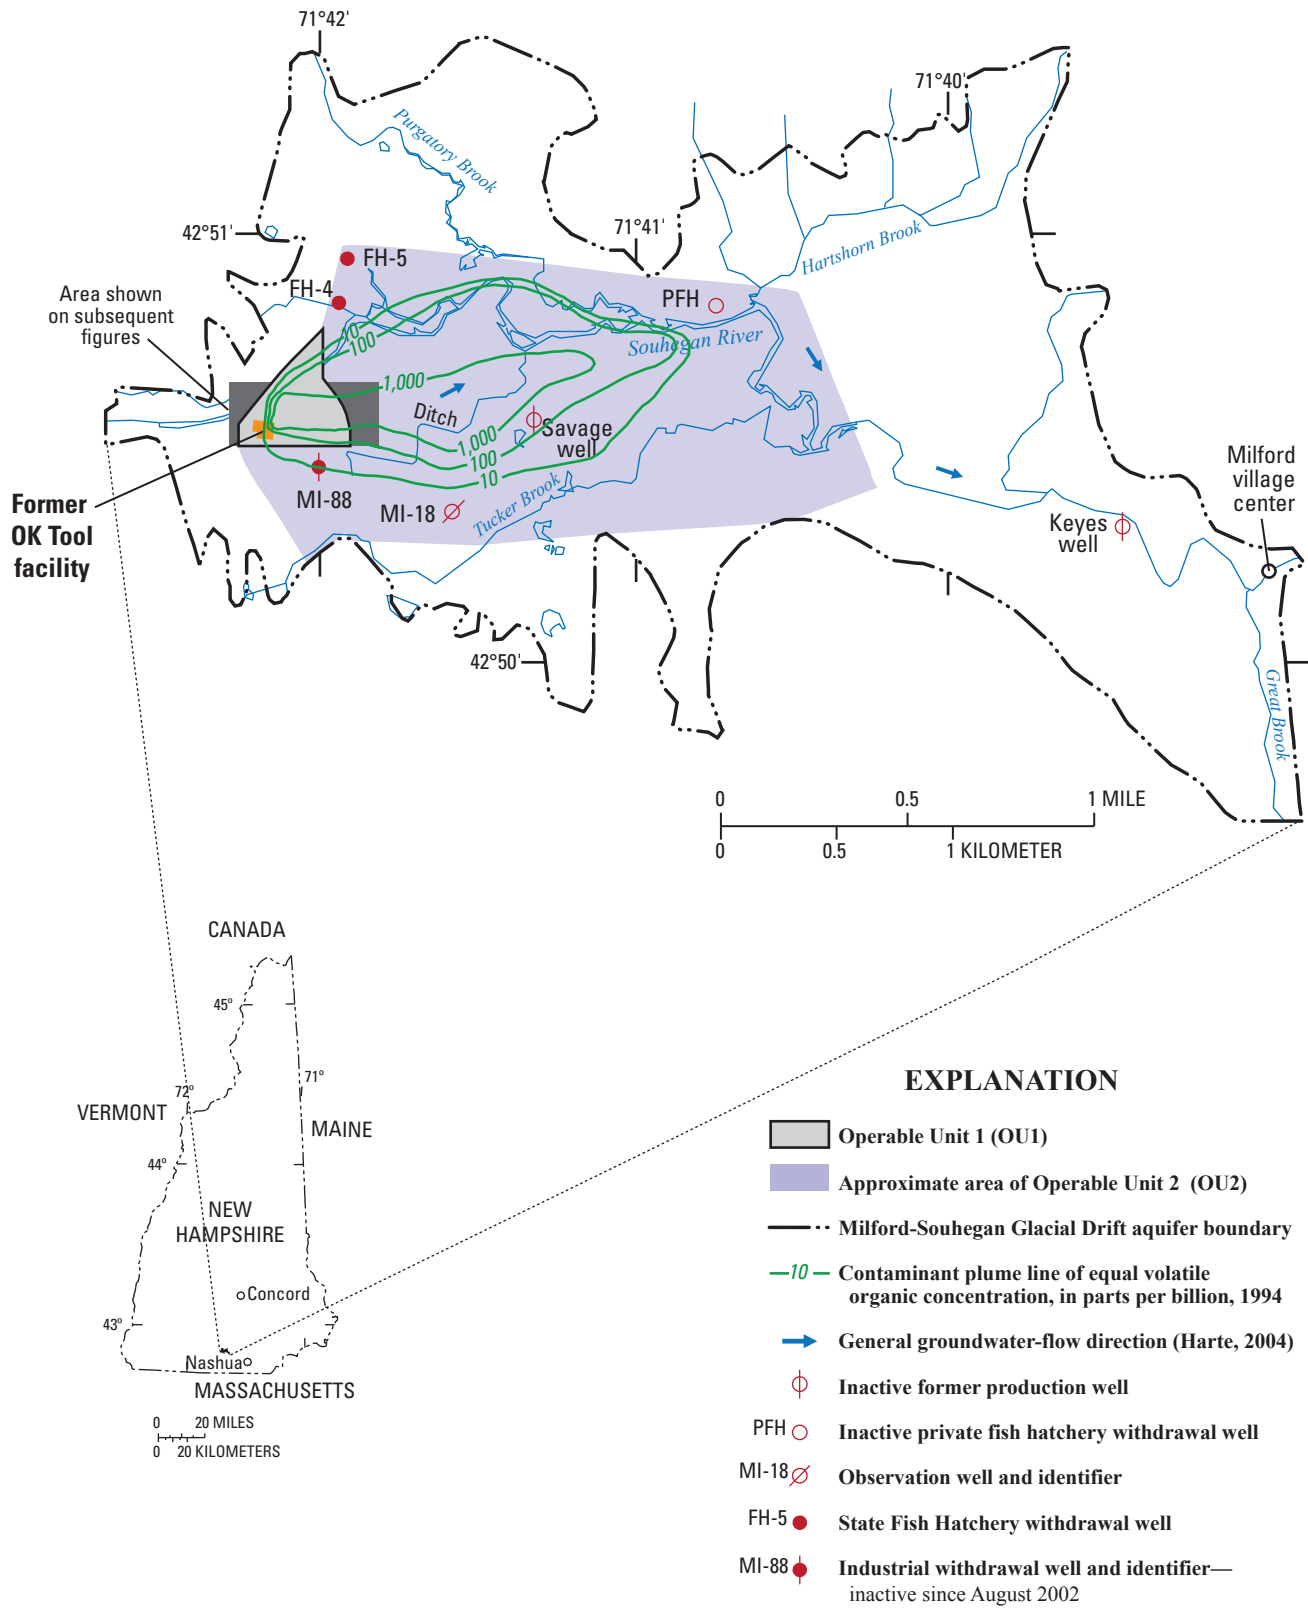 71°42'
71°40'
Purgatory Brook
42°51'
71°41'
Hartshorn Brook
FH-5
FH-4
PFH
Area shown
on subsequent
figures
Souhegan River
10
100
1,000
Ditch
Savage
well
1,000
100
10
MI-88
MI-18
Tucker Brook
Former
OK Tool
facility
Milford
village
center
Keyes
well
42°50'
Great Brook
0 0.5 1 MILE
0 0.5 1 KILOMETER
CANADA
45°
72°
71°
VERMONT
MAINE
44°
NEW
HAMPSHIRE
Concord
43°
Nashua
MASSACHUSETTS
0 20 MILES
0 20 KILOMETERS
EXPLANATION
Operable Unit 1 (OU1)
Approximate area of Operable Unit 2 (OU2)
Milford-Souhegan Glacial Drift aquifer boundary
10 Contaminant plume line of equal volatile
organic concentration, in parts per billion, 1994
General groundwater-flow direction (Harte, 2004)
Inactive former production well
PFH Inactive private fish hatchery withdrawal well
MI-18 Observation well and identifier
FH-5 State Fish Hatchery withdrawal well
MI-88 Industrial withdrawal well and identifier—
inactive since August 2002